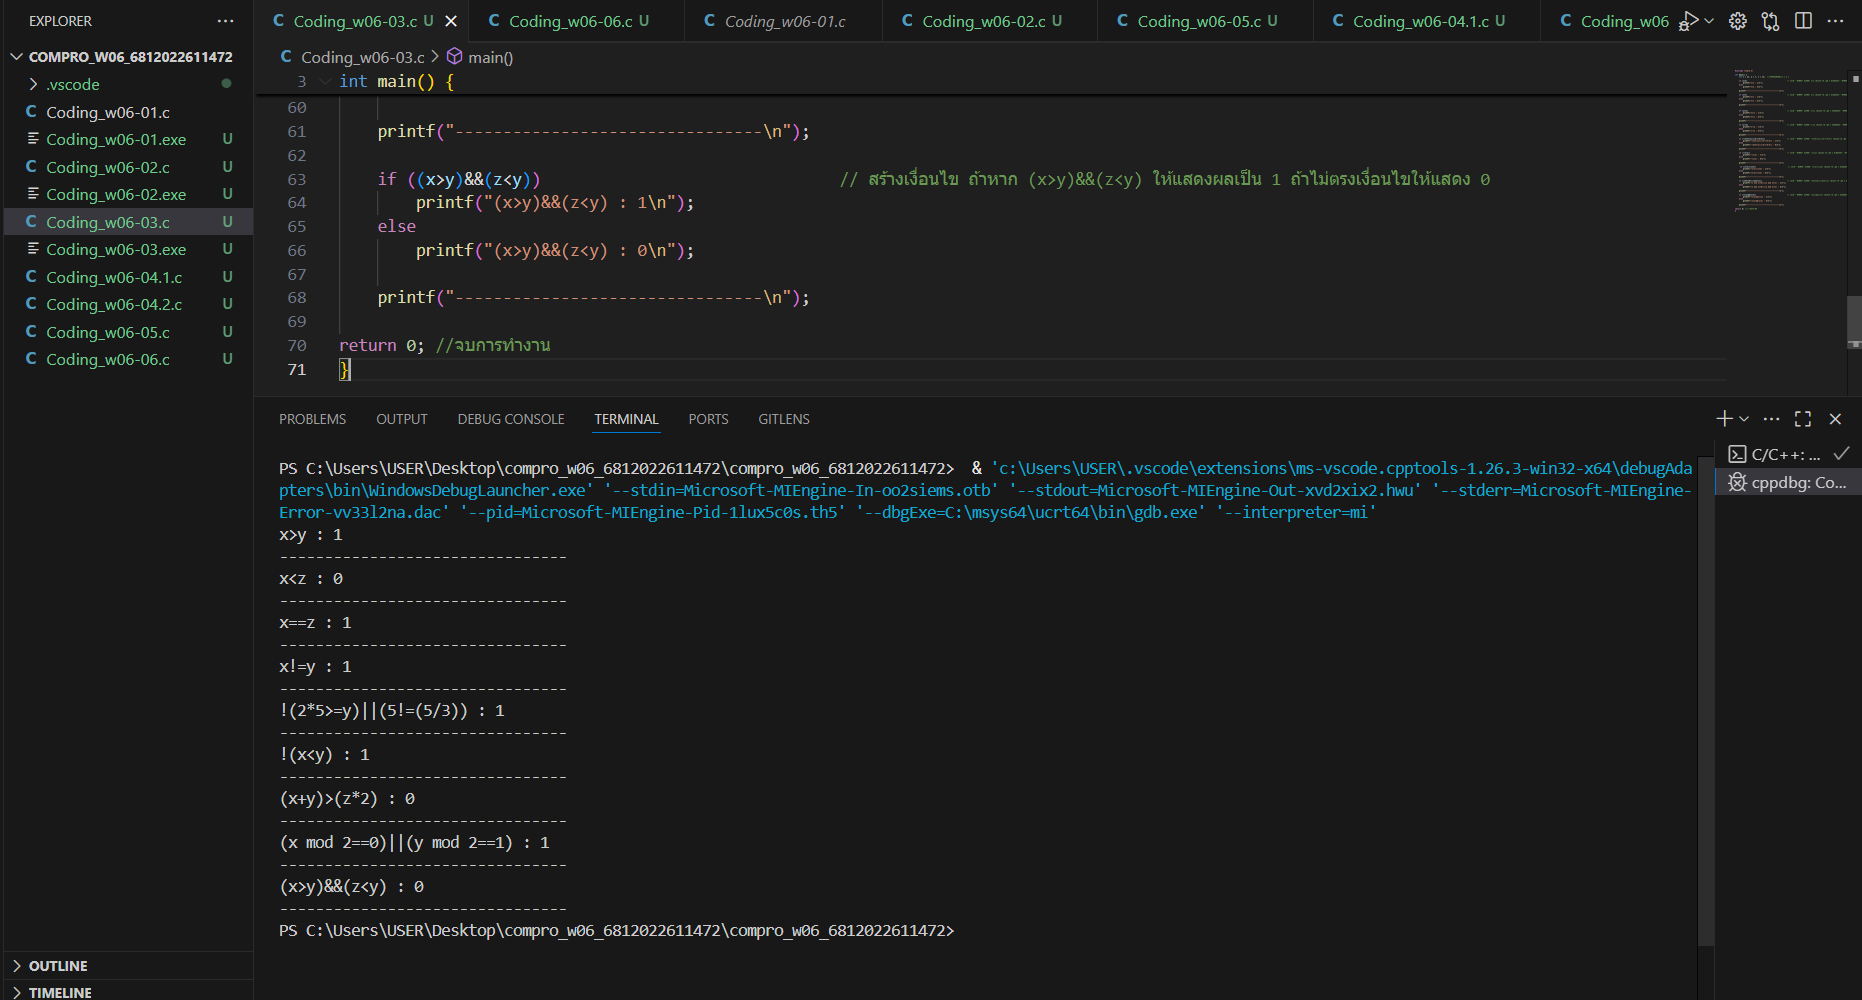 EXPLORER
Coding_w06-03.c U
Coding_w06-06.c U
Coding_w06-01.c
Coding_w06-02.c U
Coding_w06-05.c U
Coding_w06-04.1.c U
Coding_w06
COMPRO_W06_6812022611472
.vscode
C Coding_w06-01.c
Coding_w06-01.exe U
C Coding_w06-02.c U
Coding_w06-02.exe U
C Coding_w06-03.c U
Coding_w06-03.exe U
C Coding_w06-04.1.c U
C Coding_w06-04.2.c U
C Coding_w06-05.c U
C Coding_w06-06.c U
OUTLINE
TIMELINE
C Coding_w06-03.c > main()
3 int main() {
60
61 printf("--------------------------------\n");
62
63 if ((x>y)&&(z<y)) // สร้างเงื่อนไข ถ้าหาก (x>y)&&(z<y) ให้แสดงผลเป็น 1 ถ้าไม่ตรงเงื่อนไขให้แสดง 0
64 printf("(x>y)&&(z<y) : 1\n");
65 else
66 printf("(x>y)&&(z<y) : 0\n");
67
68 printf("--------------------------------\n");
69
70 return 0; //จบการทำงาน
71 }
PROBLEMS OUTPUT DEBUG CONSOLE TERMINAL PORTS GITLENS
PS C:\Users\USER\Desktop\compro_w06_6812022611472\compro_w06_6812022611472> & 'c:\Users\USER\.vscode\extensions\ms-vscode.cpptools-1.26.3-win32-x64\debugAda
pters\bin\WindowsDebugLauncher.exe' '--stdin=Microsoft-MIEngine-In-oo2siems.otb' '--stdout=Microsoft-MIEngine-Out-xvd2xix2.hwu' '--stderr=Microsoft-MIEngine-
Error-vv33l2na.dac' '--pid=Microsoft-MIEngine-Pid-1lux5c0s.th5' '--dbgExe=C:\msys64\ucrt64\bin\gdb.exe' '--interpreter=mi'
x>y : 1
--------------------------------
x<z : 0
--------------------------------
x==z : 1
--------------------------------
x!=y : 1
--------------------------------
!(2*5>=y)||(5!=(5/3)) : 1
--------------------------------
!(x<y) : 1
--------------------------------
(x+y)>(z*2) : 0
--------------------------------
(x mod 2==0)||(y mod 2==1) : 1
--------------------------------
(x>y)&&(z<y) : 0
--------------------------------
PS C:\Users\USER\Desktop\compro_w06_6812022611472\compro_w06_6812022611472>
C/C++: ...
cppdbg: Co...